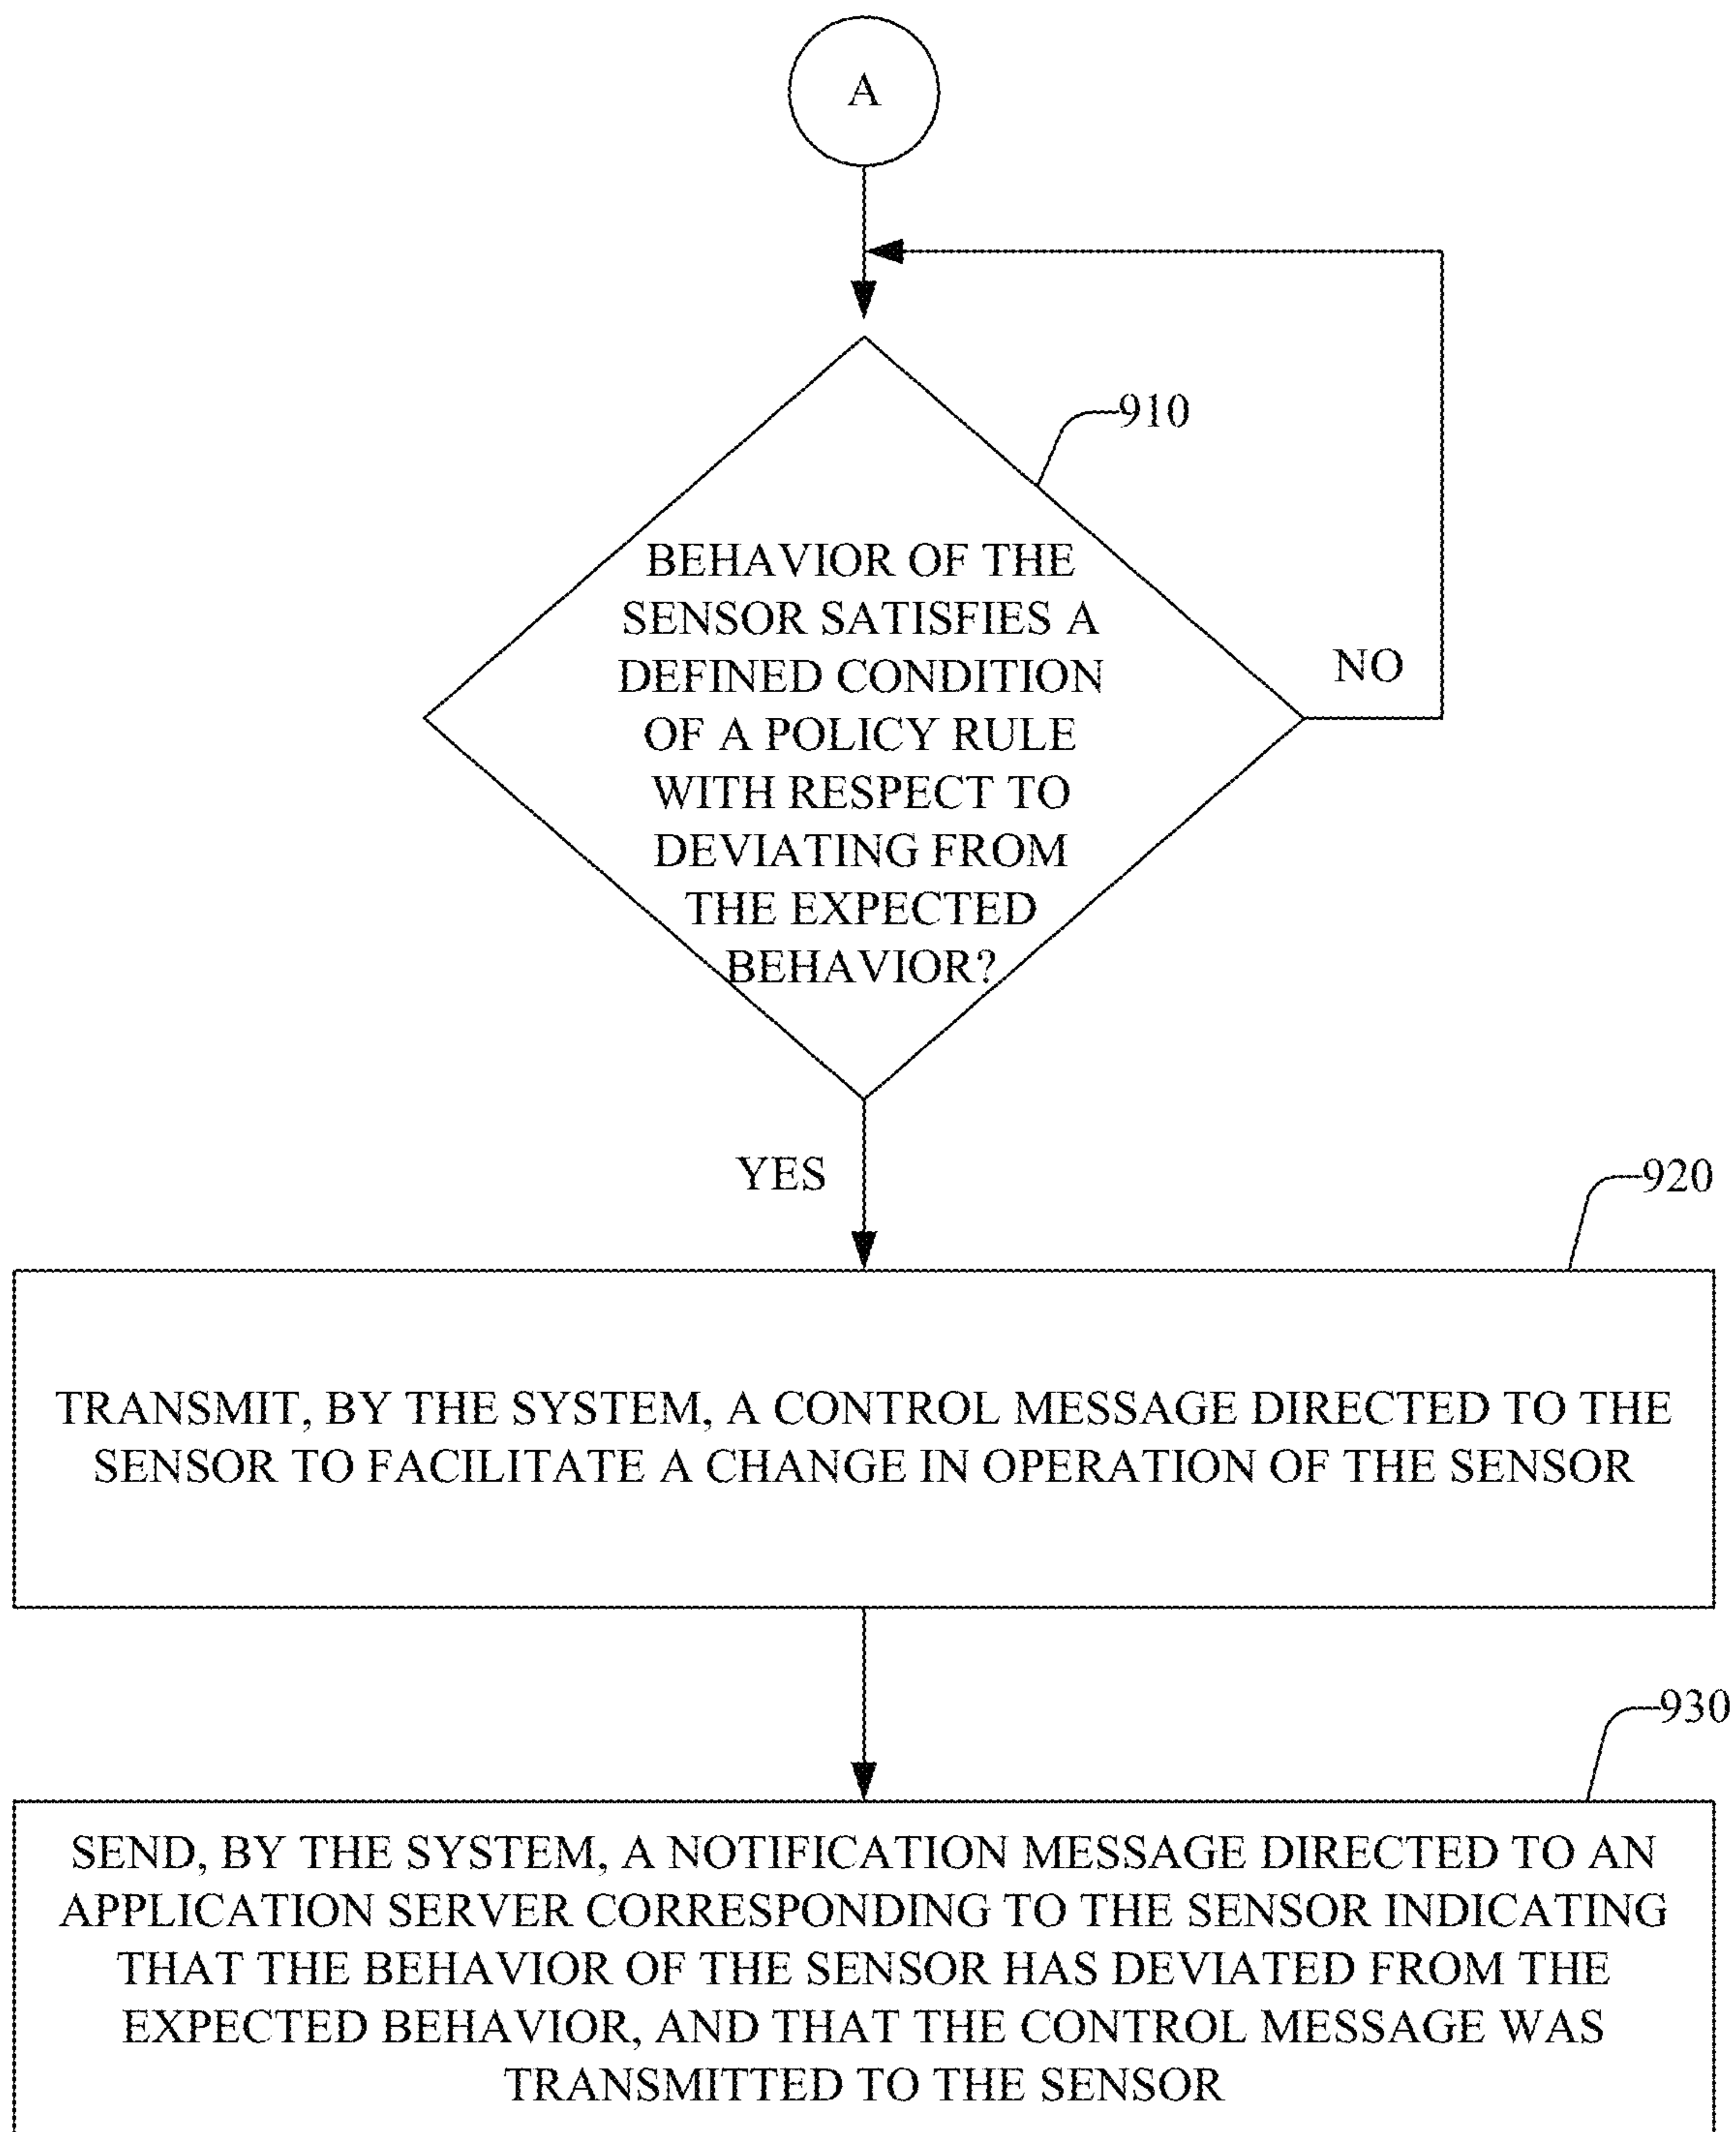 A
910
BEHAVIOR OF THE
SENSOR SATISFIES A
DEFINED CONDITION
OF A POLICY RULE
WITH RESPECT TO
DEVIATING FROM
THE EXPECTED
BEHAVIOR?
NO
YES
920
TRANSMIT, BY THE SYSTEM, A CONTROL MESSAGE DIRECTED TO THE
SENSOR TO FACILITATE A CHANGE IN OPERATION OF THE SENSOR
930
SEND, BY THE SYSTEM, A NOTIFICATION MESSAGE DIRECTED TO AN
APPLICATION SERVER CORRESPONDING TO THE SENSOR INDICATING
THAT THE BEHAVIOR OF THE SENSOR HAS DEVIATED FROM THE
EXPECTED BEHAVIOR, AND THAT THE CONTROL MESSAGE WAS
TRANSMITTED TO THE SENSOR